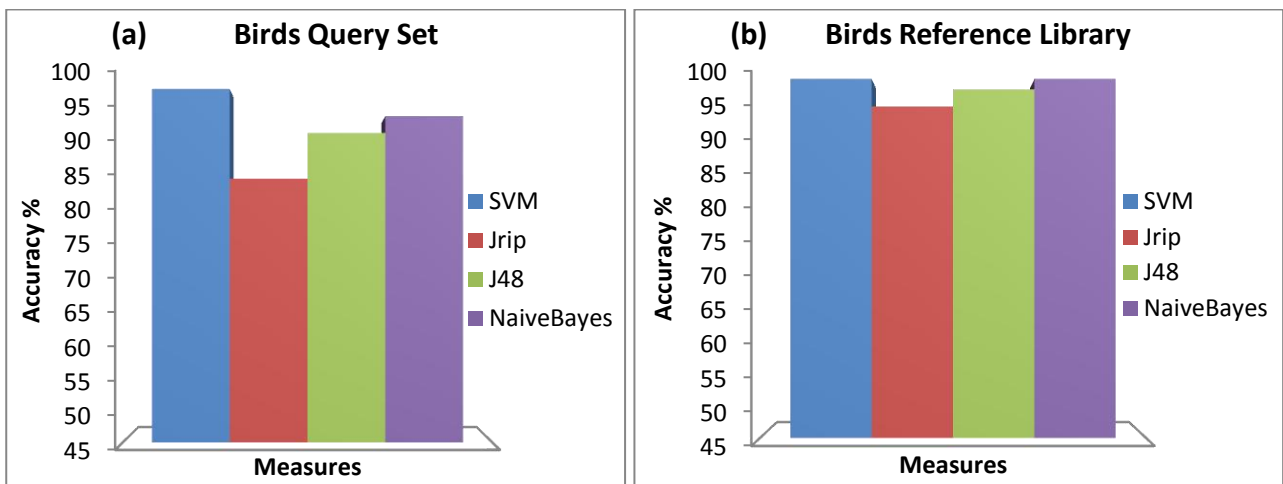 (a) Birds Query Set
100
95
90
85
80
75
70
65
60
55
50
45
Accuracy %
Measures
SVM
Jrip
J48
NaiveBayes
(b) Birds Reference Library
100
95
90
85
80
75
70
65
60
55
50
45
Accuracy %
Measures
SVM
Jrip
J48
NaiveBayes